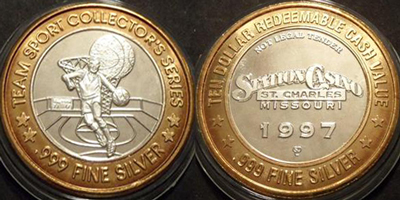 TEAM SPORT COLLECTOR'S SERIES
.999 FINE SILVER
TEN DOLLAR REDEEMABLE CASH VALUE
NOT LEGAL TENDER
STATION CASINO
ST. CHARLES
MISSOURI
1997
.999 FINE SILVER